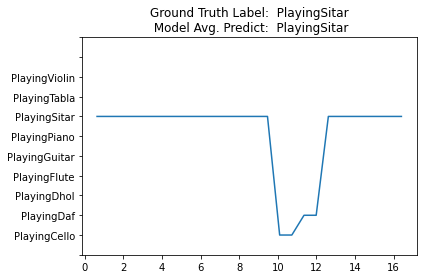 Ground Truth Label:  PlayingSitar
Model Avg. Predict:  PlayingSitar
PlayingViolin
PlayingTabla
PlayingSitar
PlayingPiano
PlayingGuitar
PlayingFlute
PlayingDhol
PlayingDaf
PlayingCello
0 2 4 6 8 10 12 14 16